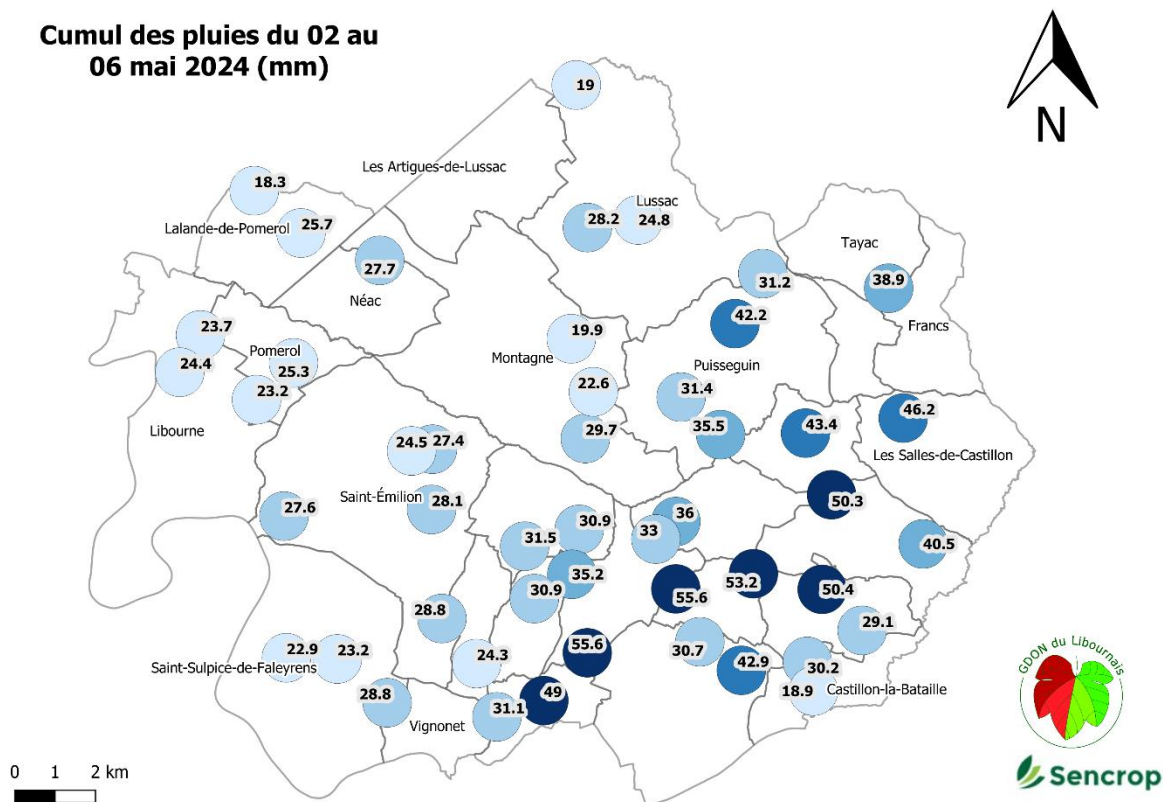 Cumul des pluies du 02 au
06 mai 2024 (mm)
N
19
Les Artigues-de-Lussac
18.3
Lussac
25.7
28.2
24.8
Lalande-de-Pomerol
Tayac
27.7
31.2
38.9
Néac
42.2
Francs
23.7
19.9
Pomerol
Montagne
Puisseguin
24.4
25.3
22.6
31.4
23.2
46.2
Libourne
29.7
35.5
43.4
24.5
27.4
Les Salles-de-Castillon
Saint-Émilion
50.3
27.6
28.1
36
30.9
33
31.5
40.5
35.2
53.2
30.9
55.6
50.4
28.8
29.1
55.6
30.7
22.9
23.2
24.3
42.9
30.2
Saint-Sulpice-de-Faleyrens
18.9
Castillon-la-Bataille
28.8
49
31.1
Vignonet
GDON du Libournais
0 1 2 km
Sencrop